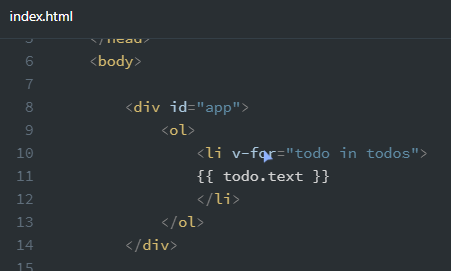 index.html
5 </head>
6 <body>
7
8 <div id="app">
9 <ol>
10 <li v-for="todo in todos">
11 {{ todo.text }}
12 </li>
13 </ol>
14 </div>
15